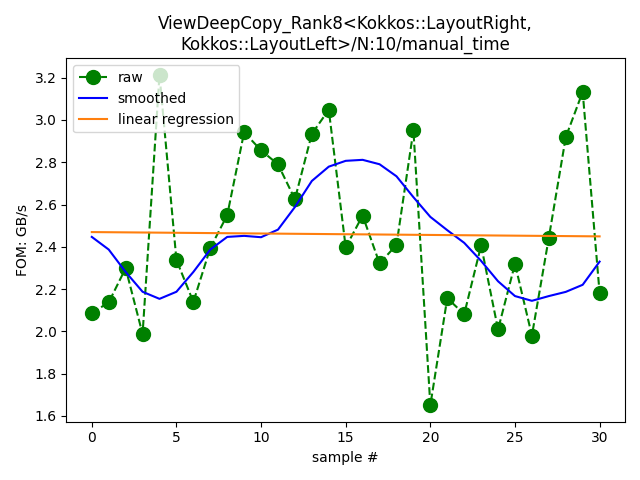 ViewDeepCopy_Rank8<Kokkos::LayoutRight,
Kokkos::LayoutLeft>/N:10/manual_time
raw
smoothed
linear regression
FOM: GB/s
3.2
3.0
2.8
2.6
2.4
2.2
2.0
1.8
1.6
0
5
10
15
20
25
30
sample #